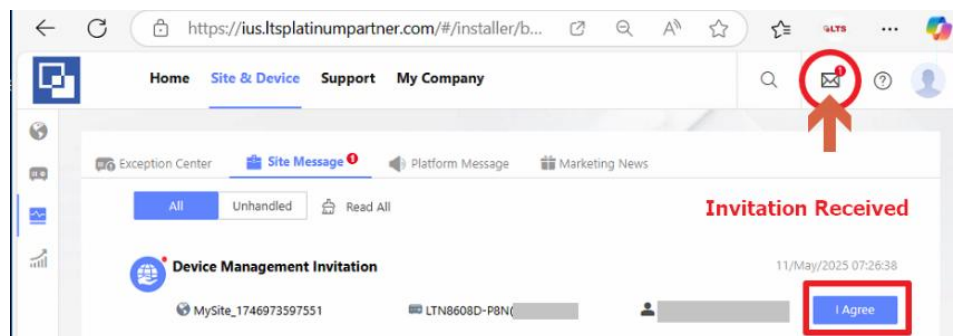 https://ius.ltsplatinumpartner.com/#/installer/b...
LTS
Home Site & Device Support My Company
1
Exception Center Site Message 1 Platform Message Marketing News
All Unhandled Read All
Invitation Received
Device Management Invitation 11/May/2025 07:26:38
MySite_1746973597551 LTN8608D-P8N( I Agree